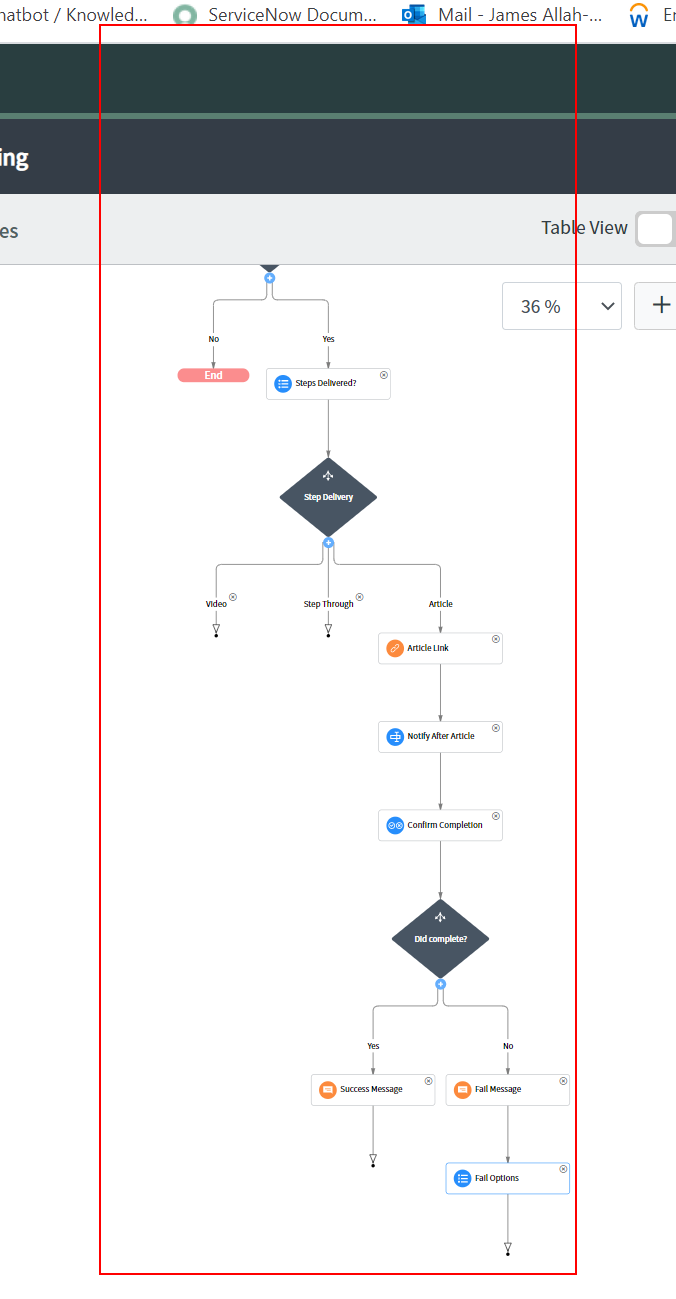 hatbot / Knowled...
ServiceNow Docum...
Mail - James Allah-...
ing
es
Table View
36 %
No
Yes
End
Steps Delivered?
Step Delivery
Video
Step Through
Article
Article Link
Notify After Article
Confirm Completion
Did complete?
Yes
No
Success Message
Fail Message
Fail Options